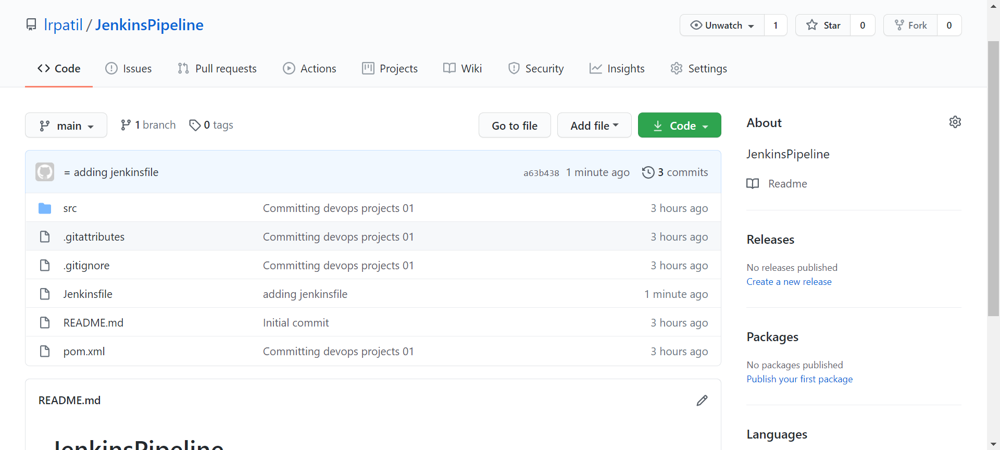 lrpatil / JenkinsPipeline
Unwatch 1 Star 0 Fork 0
Code Issues Pull requests Actions Projects Wiki Security Insights Settings
main 1 branch 0 tags Go to file Add file Code
= adding jenkinsfile a63b438 1 minute ago 3 commits
src Committing devops projects 01 3 hours ago
.gitattributes Committing devops projects 01 3 hours ago
.gitignore Committing devops projects 01 3 hours ago
Jenkinsfile adding jenkinsfile 1 minute ago
README.md Initial commit 3 hours ago
pom.xml Committing devops projects 01 3 hours ago
README.md
JenkinsPipeline
About
JenkinsPipeline
Readme
Releases
No releases published
Create a new release
Packages
No packages published
Publish your first package
Languages